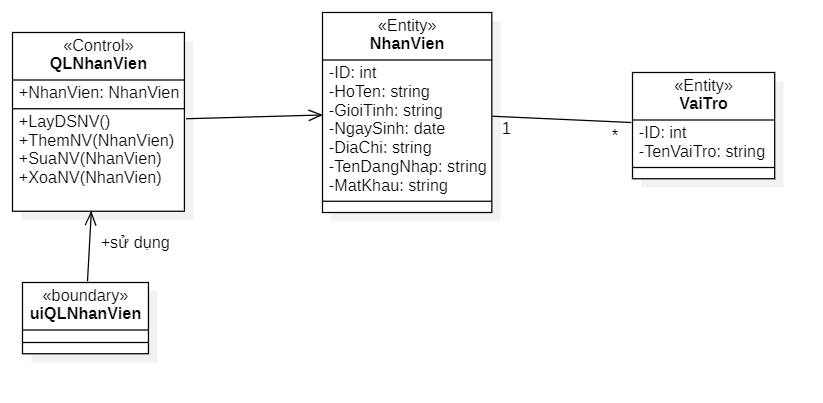 «Control»
QLNhanVien
+NhanVien: NhanVien
+LayDSNV()
+ThemNV(NhanVien)
+SuaNV(NhanVien)
+XoaNV(NhanVien)
«Entity»
NhanVien
-ID: int
-HoTen: string
-GioiTinh: string
-NgaySinh: date
-DiaChi: string
-TenDangNhap: string
-MatKhau: string
1
*
«Entity»
VaiTro
-ID: int
-TenVaiTro: string
+sử dụng
«boundary»
uiQLNhanVien